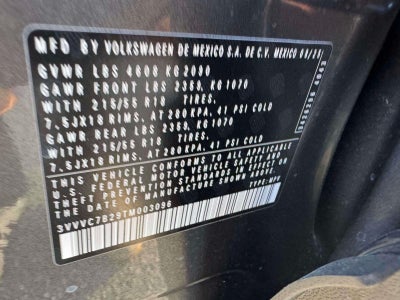 MFD BY VOLKSWAGEN DE MEXICO S.A. DE C.V. MEXICO
GVWR LBS 4608 KG 2090
GAWR FRONT LBS 2359, KG 1070
WITH 215/55 R18 TIRES,
7.5JX18 RIMS, AT 280KPA, 41 PSI COLD
GAWR REAR LBS 2359, KG 1070
WITH 215/55 R18 TIRES,
7.5JX18 RIMS, AT 280KPA, 41 PSI COLD
THIS VEHICLE CONFORMS TO ALL APPLICABLE
U.S. FEDERAL MOTOR VEHICLE SAFETY AND
THEFT PREVENTION STANDARDS IN EFFECT ON
THE DATE OF MANUFACTURE SHOWN ABOVE.
3VVVC7B29TM003096 TYPE: MPV